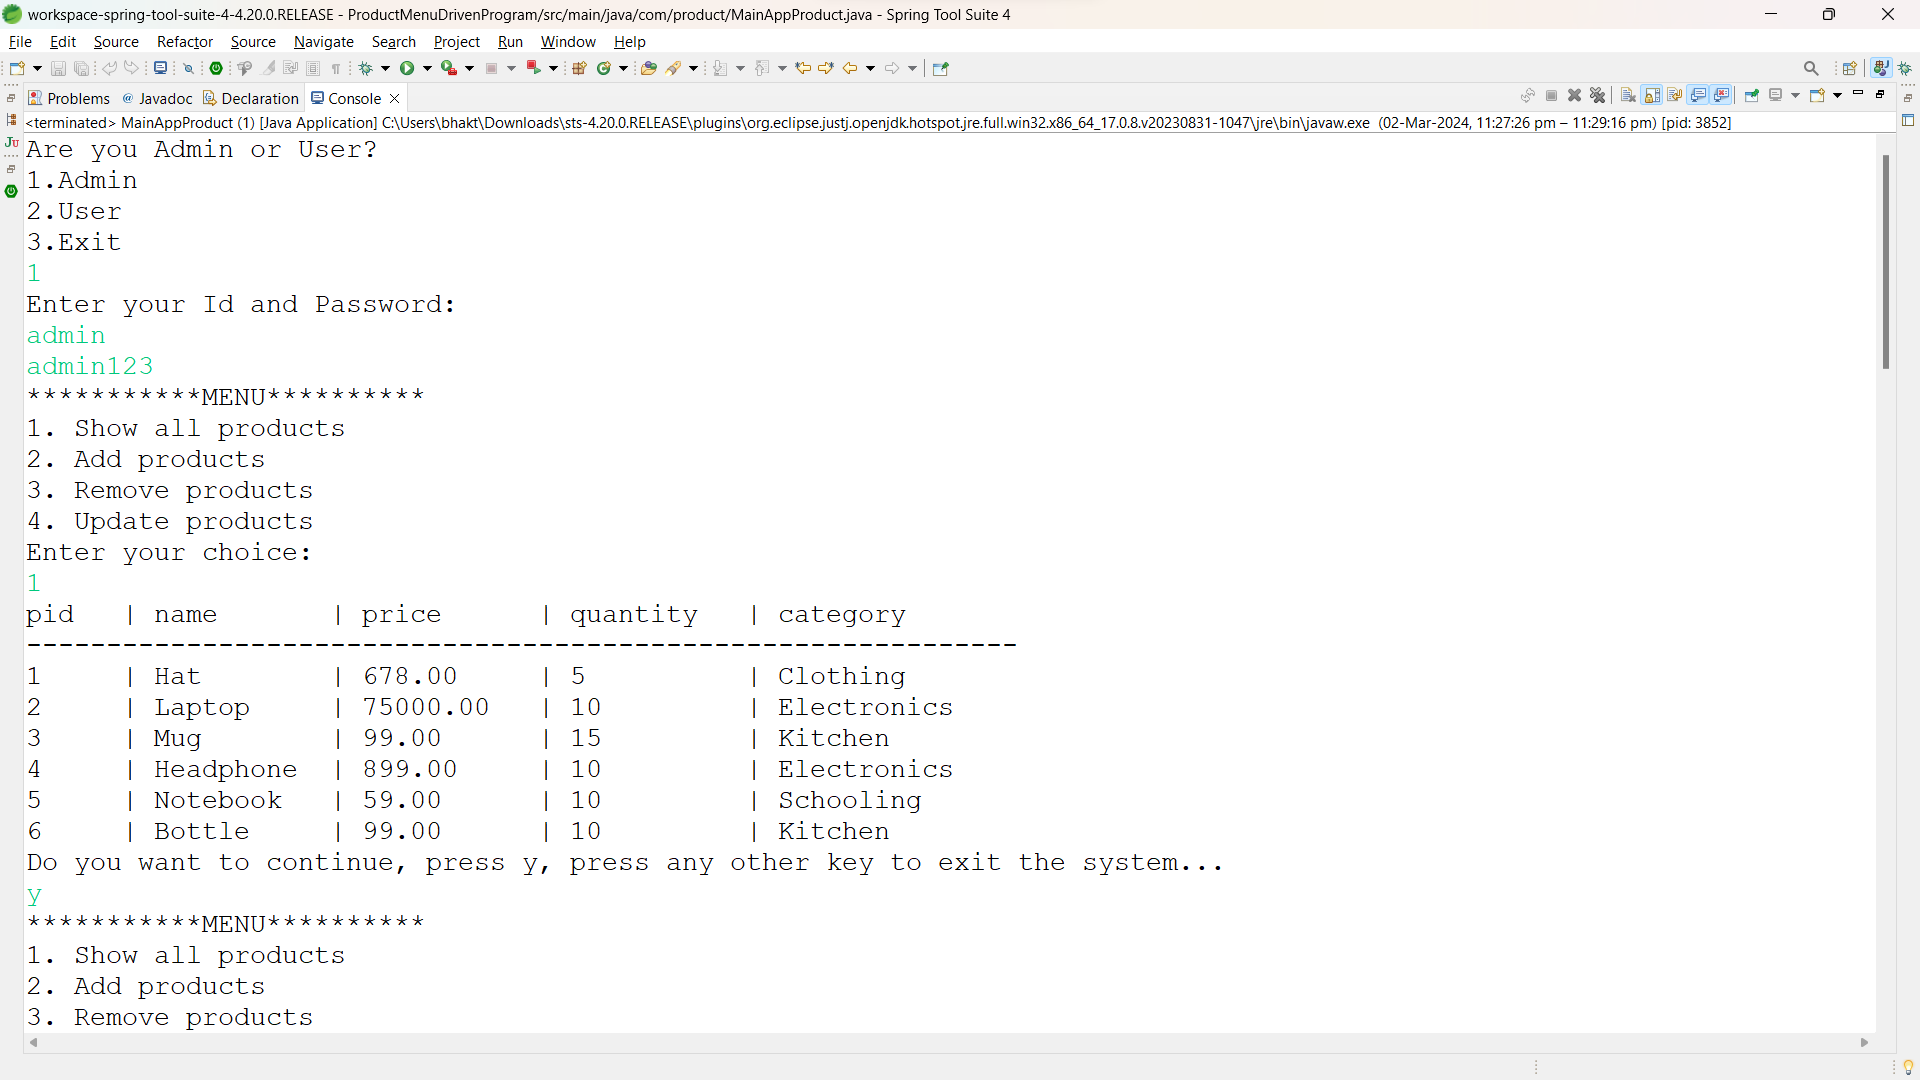 workspace-spring-tool-suite-4-4.20.0.RELEASE - ProductMenuDrivenProgram/src/main/java/com/product/MainAppProduct.java - Spring Tool Suite 4
File Edit Source Refactor Source Navigate Search Project Run Window Help
Problems @ Javadoc Declaration Console
<terminated> MainAppProduct (1) [Java Application] C:\Users\bhakt\Downloads\sts-4.20.0.RELEASE\plugins\org.eclipse.justj.openjdk.hotspot.jre.full.win32.x86_64_17.0.8.v20230831-1047\jre\bin\javaw.exe (02-Mar-2024, 11:27:26 pm – 11:29:16 pm) [pid: 3852]
Are you Admin or User?
1.Admin
2.User
3.Exit
1
Enter your Id and Password:
admin
admin123
***********MENU**********
1. Show all products
2. Add products
3. Remove products
4. Update products
Enter your choice:
1
pid | name | price | quantity | category
--------------------------------------------------------------
1 | Hat | 678.00 | 5 | Clothing
2 | Laptop | 75000.00 | 10 | Electronics
3 | Mug | 99.00 | 15 | Kitchen
4 | Headphone | 899.00 | 10 | Electronics
5 | Notebook | 59.00 | 10 | Schooling
6 | Bottle | 99.00 | 10 | Kitchen
Do you want to continue, press y, press any other key to exit the system...
y
***********MENU**********
1. Show all products
2. Add products
3. Remove products